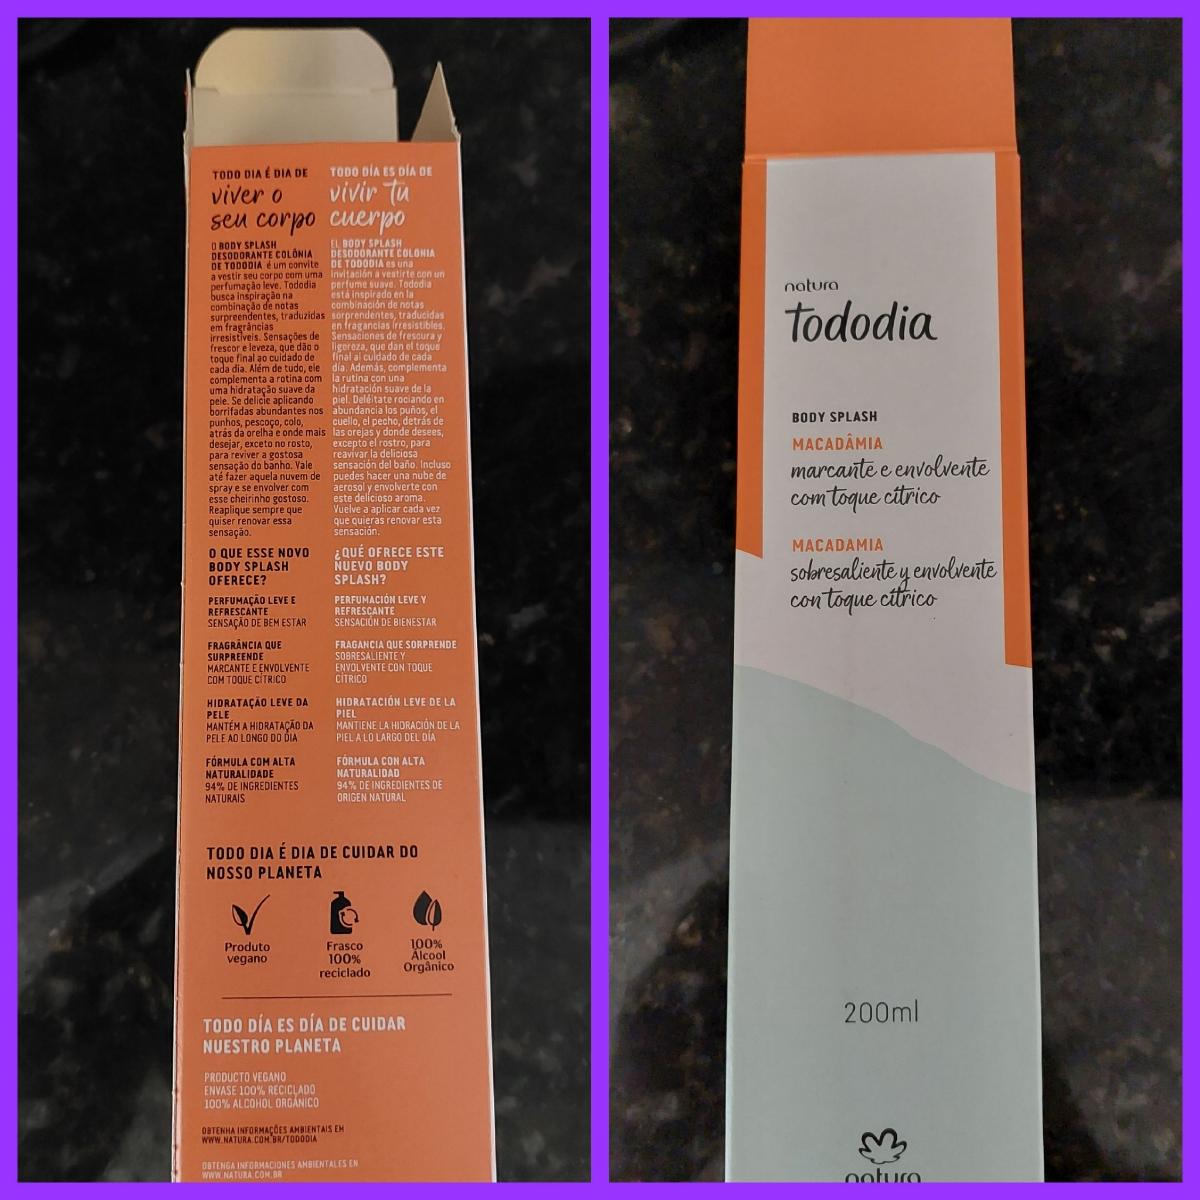 TODO DIA É DIA DE
viver o
seu corpo
O BODY SPLASH
DESODORANTE COLÔNIA
DE TODODIA é um convite
a vestir seu corpo com uma
perfumação leve. Tododia
busca inspiração na
combinação de notas
surpreendentes, traduzidas
em fragrâncias
irresistíveis. Sensações de
frescor e leveza, que dão o
toque final ao cuidado de
cada dia. Além de tudo, ele
complementa a rotina com
uma hidratação suave da
pele. Se delicie aplicando
borrifadas abundantes nos
punhos, pescoço, colo,
atrás da orelha e onde mais
desejar, exceto no rosto,
para reviver a gostosa
sensação do banho. Vale
até fazer aquela nuvem de
spray e se envolver com
esse cheirinho gostoso.
Reaplique sempre que
quiser renovar essa
sensação.
O QUE ESSE NOVO
BODY SPLASH
OFERECE?
PERFUMAÇÃO LEVE E
REFRESCANTE
SENSAÇÃO DE BEM ESTAR
FRAGRÂNCIA QUE
SURPREENDE
MARCANTE E ENVOLVENTE
COM TOQUE CÍTRICO
HIDRATAÇÃO LEVE DA
PELE
MANTÉM A HIDRATAÇÃO DA
PELE AO LONGO DO DIA
FÓRMULA COM ALTA
NATURALIDADE
94% DE INGREDIENTES
NATURAIS
TODO DÍA ES DÍA DE
vivir tu
cuerpo
EL BODY SPLASH
DESODORANTE COLONIA
DE TODODIA es una
invitación a vestirte con un
perfume suave. Tododia
está inspirado en la
combinación de notas
sorprendentes, traducidas
en fragancias irresistibles.
Sensaciones de frescura y
ligereza, que dan el toque
final al cuidado de cada
día. Además, complementa
la rutina con una
hidratación suave de la
piel. Deléitate rociando en
abundancia los puños, el
cuello, el pecho, detrás de
las orejas y donde desees,
excepto el rostro, para
reavivar la deliciosa
sensación del baño. Incluso
puedes hacer una nube de
aerosol y envolverte con
este delicioso aroma.
Vuelve a aplicar cada vez
que quieras renovar esta
sensación.
¿QUÉ OFRECE ESTE
NUEVO BODY
SPLASH?
PERFUMACIÓN LEVE Y
REFRESCANTE
SENSACIÓN DE BIENESTAR
FRAGANCIA QUE SORPRENDE
SOBRESALIENTE Y
ENVOLVENTE CON TOQUE
CÍTRICO
HIDRATACIÓN LEVE DE LA
PIEL
MANTIENE LA HIDRACIÓN DE LA
PIEL A LO LARGO DEL DÍA
FÓRMULA CON ALTA
NATURALIDAD
94% DE INGREDIENTES DE
ORIGEN NATURAL
TODO DIA É DIA DE CUIDAR DO
NOSSO PLANETA
Produto
vegano
Frasco
100%
reciclado
100%
Álcool
Orgânico
TODO DÍA ES DÍA DE CUIDAR
NUESTRO PLANETA
PRODUCTO VEGANO
ENVASE 100% RECICLADO
100% ALCOHOL ORGÁNICO
OBTENHA INFORMAÇÕES AMBIENTAIS EM
WWW.NATURA.COM.BR/TODODIA
OBTENGA INFORMACIONES AMBIENTALES EN
WWW.NATURA.COM.BR
natura
tododia
BODY SPLASH
MACADÂMIA
marcante e envolvente
com toque cítrico
MACADAMIA
sobresaliente y envolvente
con toque cítrico
200ml
natura